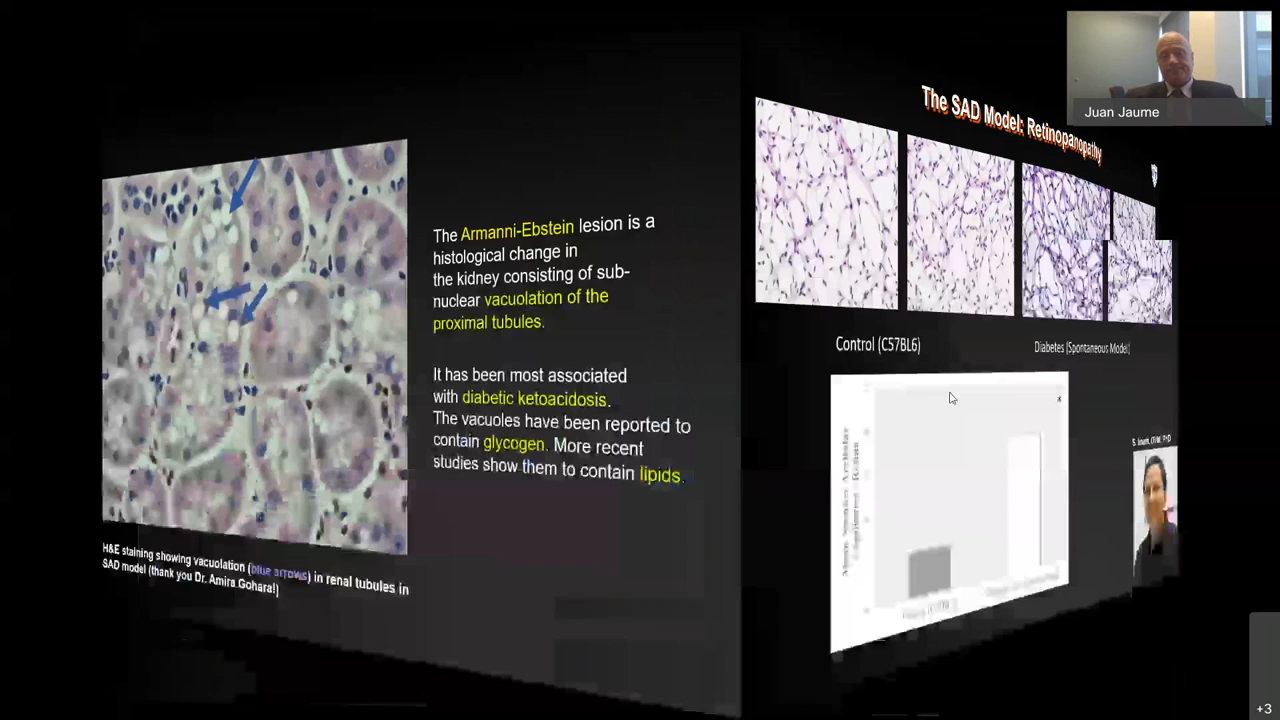 The Armanni-Ebstein lesion is a
histological change in
the kidney consisting of sub-
nuclear vacuolation of the
proximal tubules.
It has been most associated
with diabetic ketoacidosis.
The vacuoles have been reported to
contain glycogen. More recent
studies show them to contain lipids.
H&E staining showing vacuolation (blue arrows) in renal tubules in
SAD model (thank you Dr. Amira Gohara!)
The SAD Model: Retinopanopathy
Control (C57BL6)
Diabetes (Spontaneous Model)
*
Juan Jaume
+3